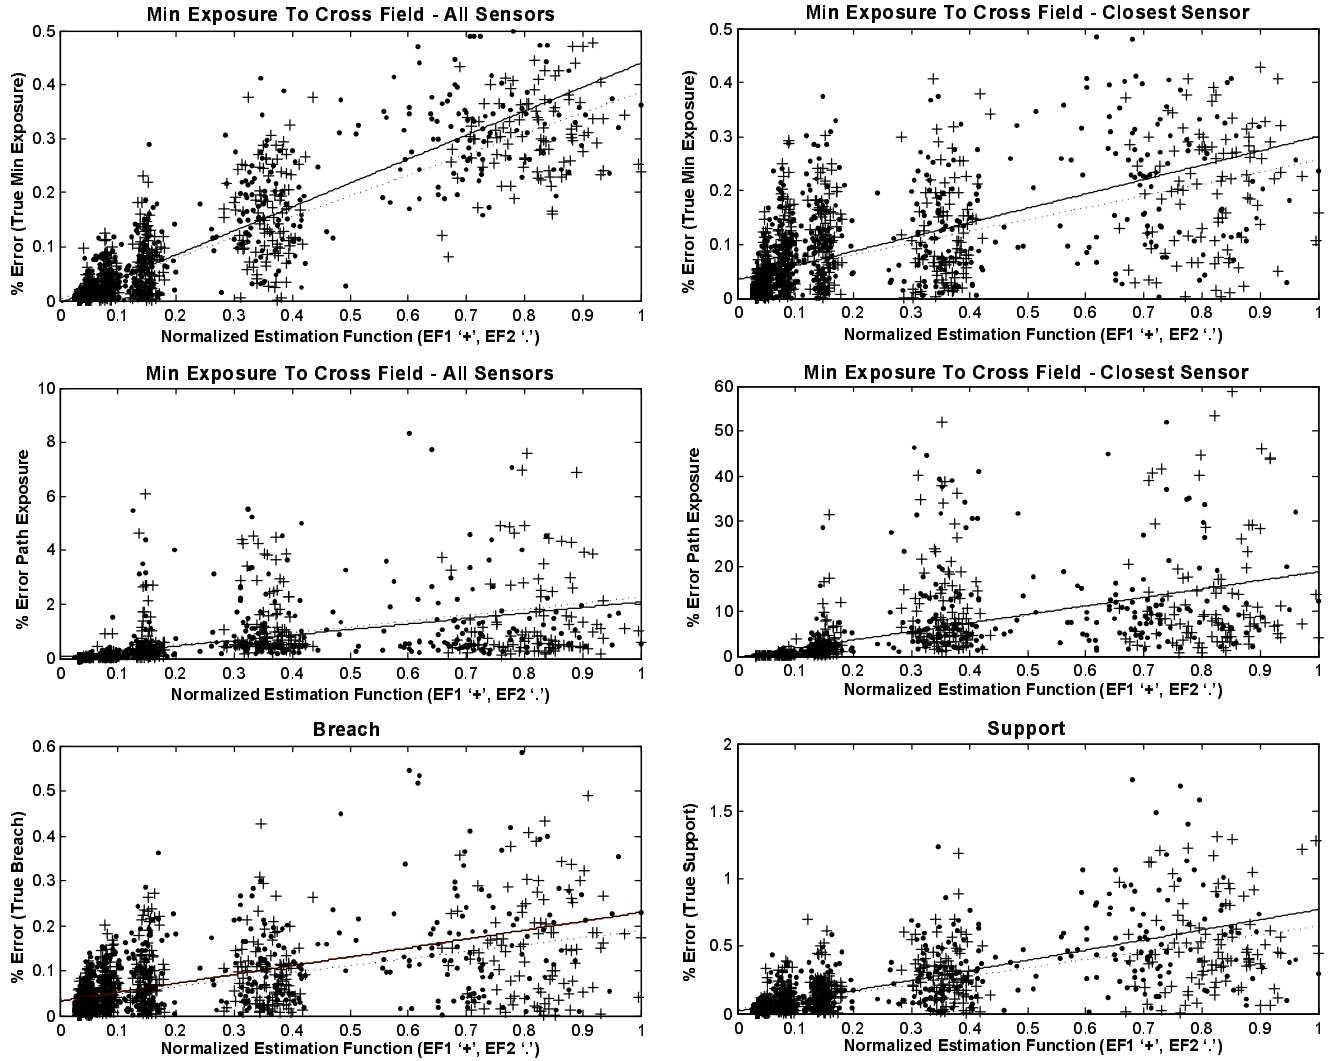 Min Exposure To Cross Field - All Sensors
% Error (True Min Exposure)
0.5
0.4
0.3
0.2
0.1
0
0 0.1 0.2 0.3 0.4 0.5 0.6 0.7 0.8 0.9 1
Normalized Estimation Function (EF1 ‘+’, EF2 ‘.’)
Min Exposure To Cross Field - Closest Sensor
% Error (True Min Exposure)
0.5
0.4
0.3
0.2
0.1
0
0 0.1 0.2 0.3 0.4 0.5 0.6 0.7 0.8 0.9 1
Normalized Estimation Function (EF1 ‘+’, EF2 ‘.’)
Min Exposure To Cross Field - All Sensors
% Error Path Exposure
10
8
6
4
2
0
0 0.1 0.2 0.3 0.4 0.5 0.6 0.7 0.8 0.9 1
Normalized Estimation Function (EF1 ‘+’, EF2 ‘.’)
Min Exposure To Cross Field - Closest Sensor
% Error Path Exposure
60
50
40
30
20
10
0
0 0.1 0.2 0.3 0.4 0.5 0.6 0.7 0.8 0.9 1
Normalized Estimation Function (EF1 ‘+’, EF2 ‘.’)
Breach
% Error (True Breach)
0.6
0.5
0.4
0.3
0.2
0.1
0
0 0.1 0.2 0.3 0.4 0.5 0.6 0.7 0.8 0.9 1
Normalized Estimation Function (EF1 ‘+’, EF2 ‘.’)
Support
% Error (True Support)
2
1.5
1
0.5
0
0 0.1 0.2 0.3 0.4 0.5 0.6 0.7 0.8 0.9 1
Normalized Estimation Function (EF1 ‘+’, EF2 ‘.’)